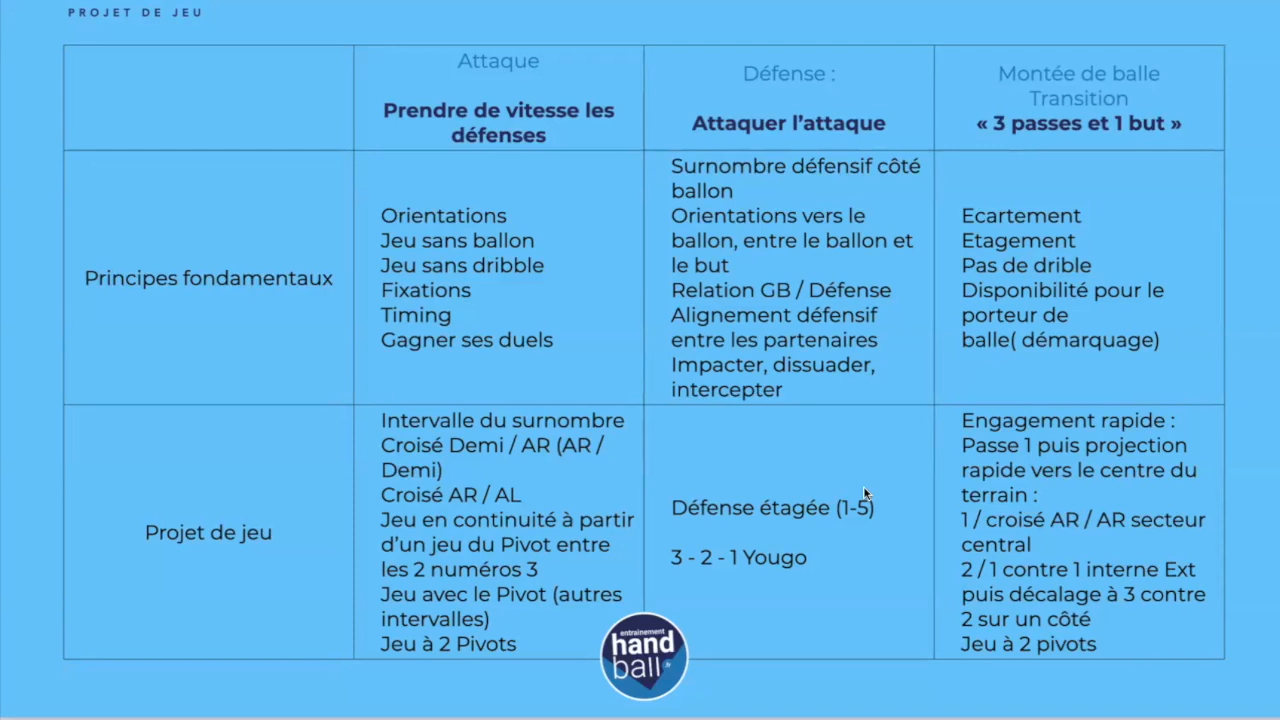 PROJET DE JEU
Attaque
Prendre de vitesse les
défenses
Défense :
Attaquer l’attaque
Montée de balle
Transition
« 3 passes et 1 but »
Principes fondamentaux
Orientations
Jeu sans ballon
Jeu sans dribble
Fixations
Timing
Gagner ses duels
Surnombre défensif côté
ballon
Orientations vers le
ballon, entre le ballon et
le but
Relation GB / Défense
Alignement défensif
entre les partenaires
Impacter, dissuader,
intercepter
Ecartement
Etagement
Pas de drible
Disponibilité pour le
porteur de
balle( démarquage)
Projet de jeu
Intervalle du surnombre
Croisé Demi / AR (AR /
Demi)
Croisé AR / AL
Jeu en continuité à partir
d’un jeu du Pivot entre
les 2 numéros 3
Jeu avec le Pivot (autres
intervalles)
Jeu à 2 Pivots
Défense étagée (1-5)
3 - 2 - 1 Yougo
Engagement rapide :
Passe 1 puis projection
rapide vers le centre du
terrain :
1 / croisé AR / AR secteur
central
2 / 1 contre 1 interne Ext
puis décalage à 3 contre
2 sur un côté
Jeu à 2 pivots
entrainement
hand
ball.fr